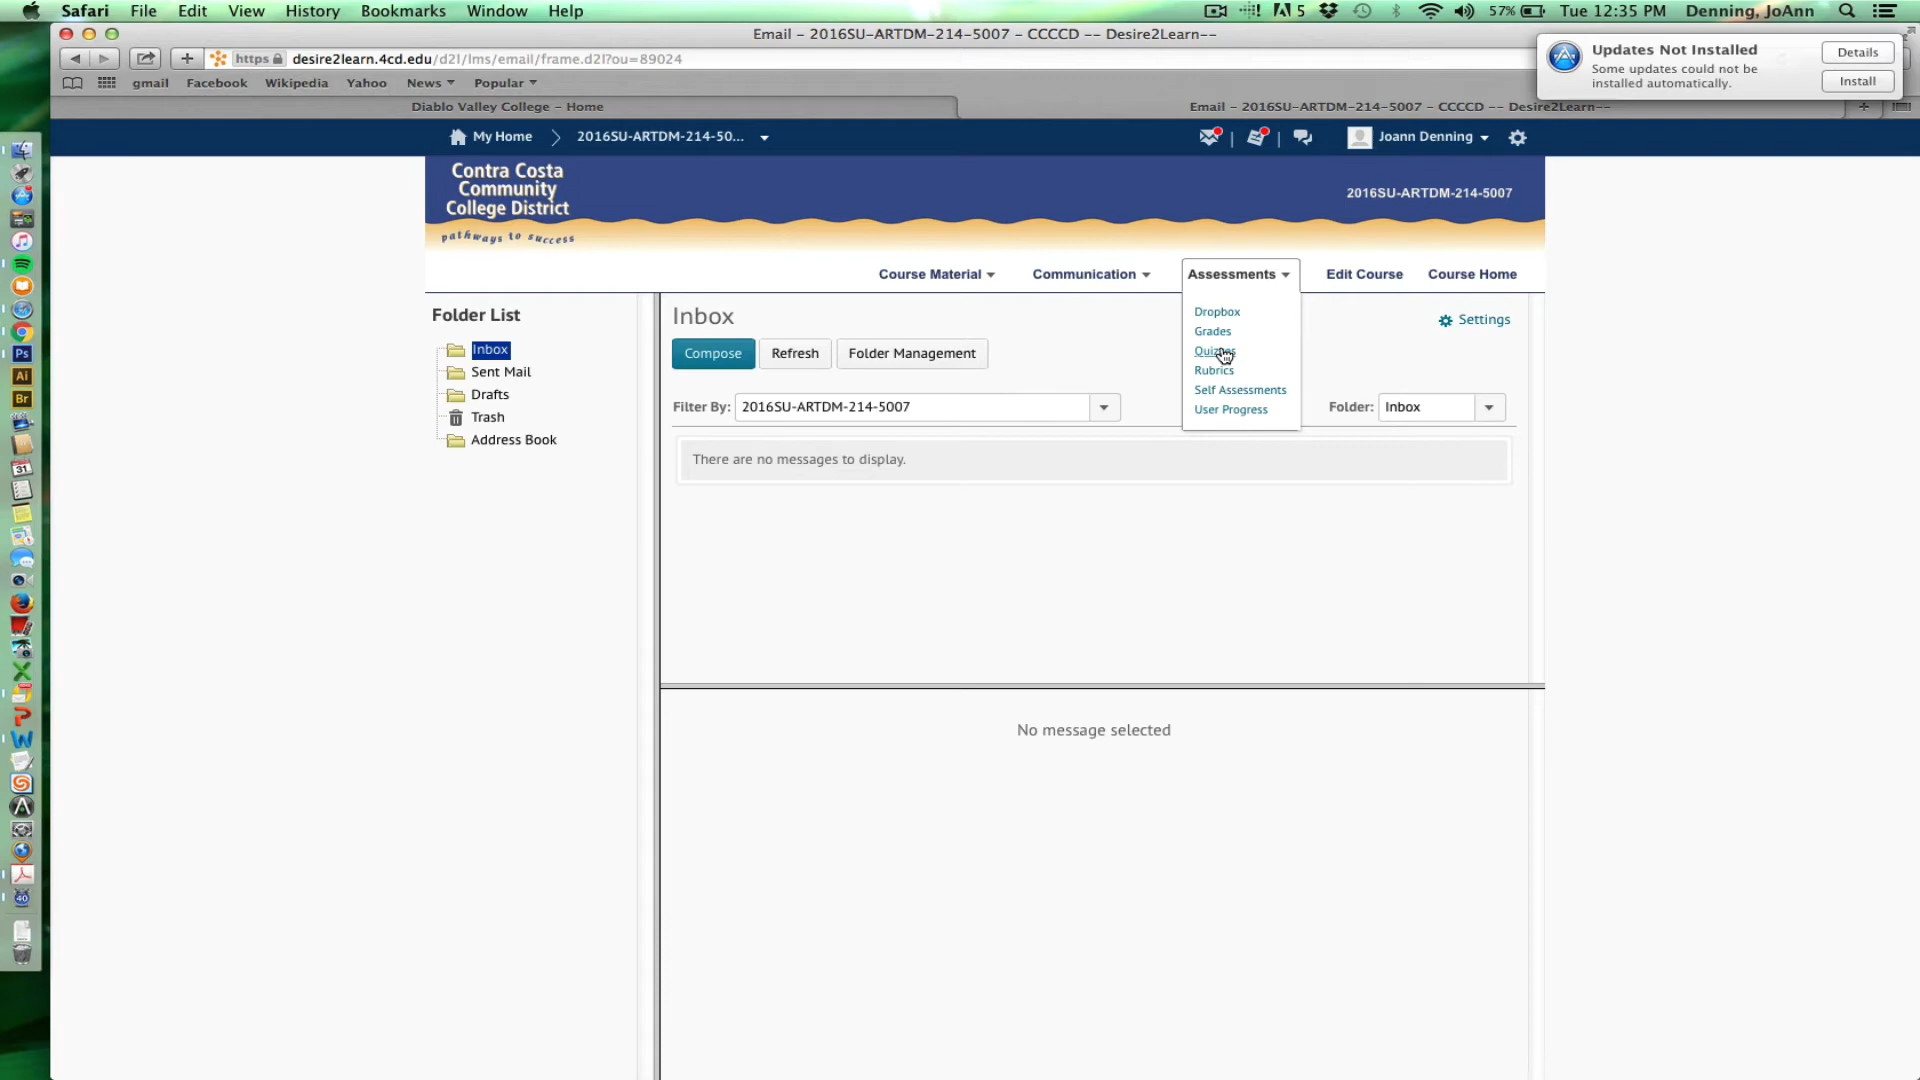 Safari File Edit View History Bookmarks Window Help 5 57% Tue 12:35 PM Denning, JoAnn
Email – 2016SU-ARTDM-214-5007 – CCCCD -- Desire2Learn--
https desire2learn.4cd.edu/d2l/lms/email/frame.d2l?ou=89024
gmail Facebook Wikipedia Yahoo News Popular
Updates Not Installed
Some updates could not be
installed automatically.
Details
Install
Diablo Valley College – Home
Email – 2016SU-ARTDM-214-5007 – CCCCD -- Desire2Learn--
My Home 2016SU-ARTDM-214-50... Joann Denning
Contra Costa
Community
College District
pathways to success
2016SU-ARTDM-214-5007
Course Material Communication Assessments Edit Course Course Home
Dropbox
Grades
Rubrics
Self Assessments
User Progress
Folder List
Inbox
Sent Mail
Drafts
Trash
Address Book
Inbox
Settings
Compose Refresh Folder Management
Filter By: 2016SU-ARTDM-214-5007 Folder: Inbox
There are no messages to display.
No message selected
Ps
Ai
Br
31
40